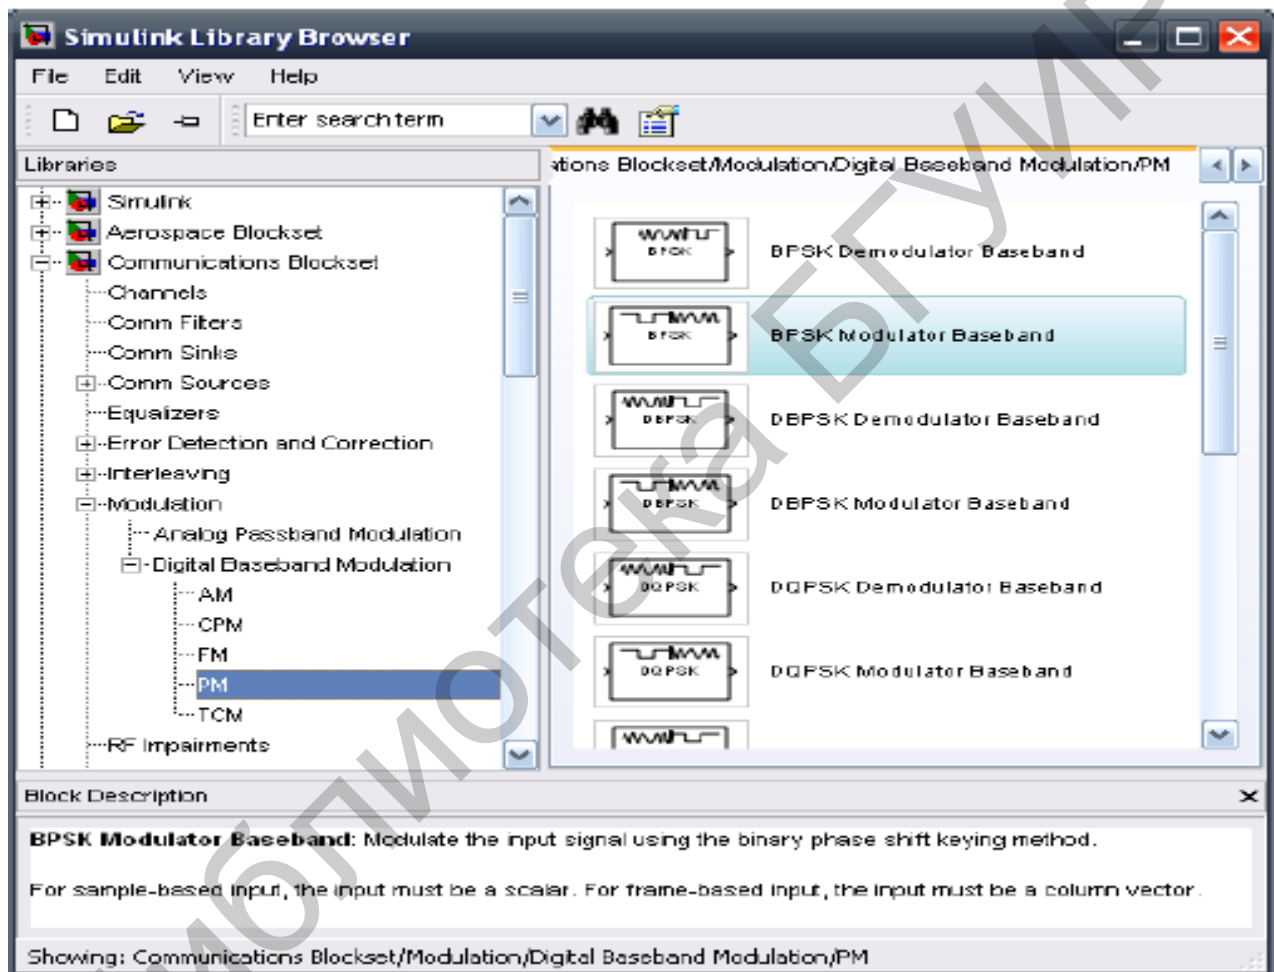 Simulink Library Browser
File Edit View Help
Enter search term
Libraries
ations Blockset/Modulation/Digital Baseband Modulation/PM
Simulink
Aerospace Blockset
Communications Blockset
Channels
Comm Filters
Comm Sinks
Comm Sources
Equalizers
Error Detection and Correction
Interleaving
Modulation
Analog Passband Modulation
Digital Baseband Modulation
AM
CPM
FM
PM
TCM
RF Impairments
BPSK
BPSK Demodulator Baseband
BPSK
BPSK Modulator Baseband
DBPSK
DBPSK Demodulator Baseband
DBPSK
DBPSK Modulator Baseband
DQPSK
DQPSK Demodulator Baseband
DQPSK
DQPSK Modulator Baseband
Block Description
BPSK Modulator Baseband: Modulate the input signal using the binary phase shift keying method.
For sample-based input, the input must be a scalar. For frame-based input, the input must be a column vector.
Showing: Communications Blockset/Modulation/Digital Baseband Modulation/PM
блиотека БГУИР